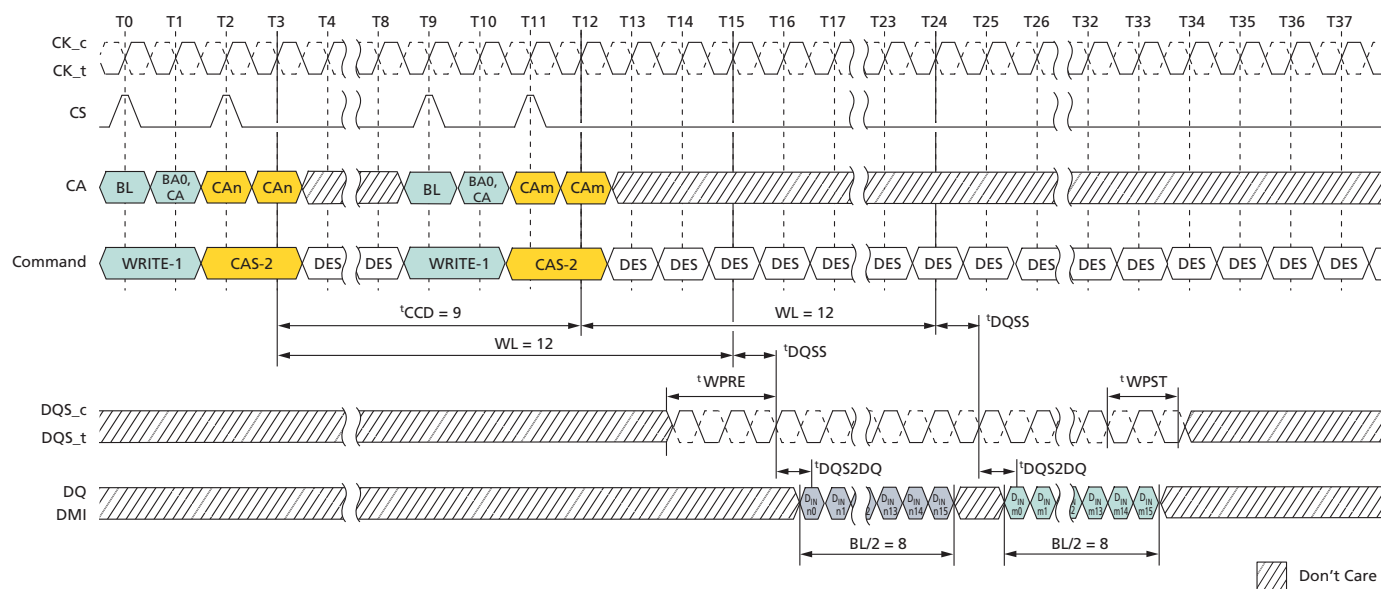 T0 T1 T2 T3 T4 T8 T9 T10 T11 T12 T13 T14 T15 T16 T17 T23 T24 T25 T26 T32 T33 T34 T35 T36 T37
CK_c
CK_t
CS
CA BL BA0, CA CAn CAn BL BA0, CA CAm CAm
Command WRITE-1 CAS-2 DES DES WRITE-1 CAS-2 DES DES DES DES DES DES DES DES DES DES DES DES DES DES DES
tCCD = 9 WL = 12 tDQSS
WL = 12 tDQSS
tWPRE tWPST
DQS_c
DQS_t
tDQS2DQ tDQS2DQ
DQ
DMI
DIN n0 DIN n1 DIN n13 DIN n14 DIN n15 DIN m0 DIN m1 DIN m13 DIN m14 DIN m15
BL/2 = 8 BL/2 = 8
Don't Care